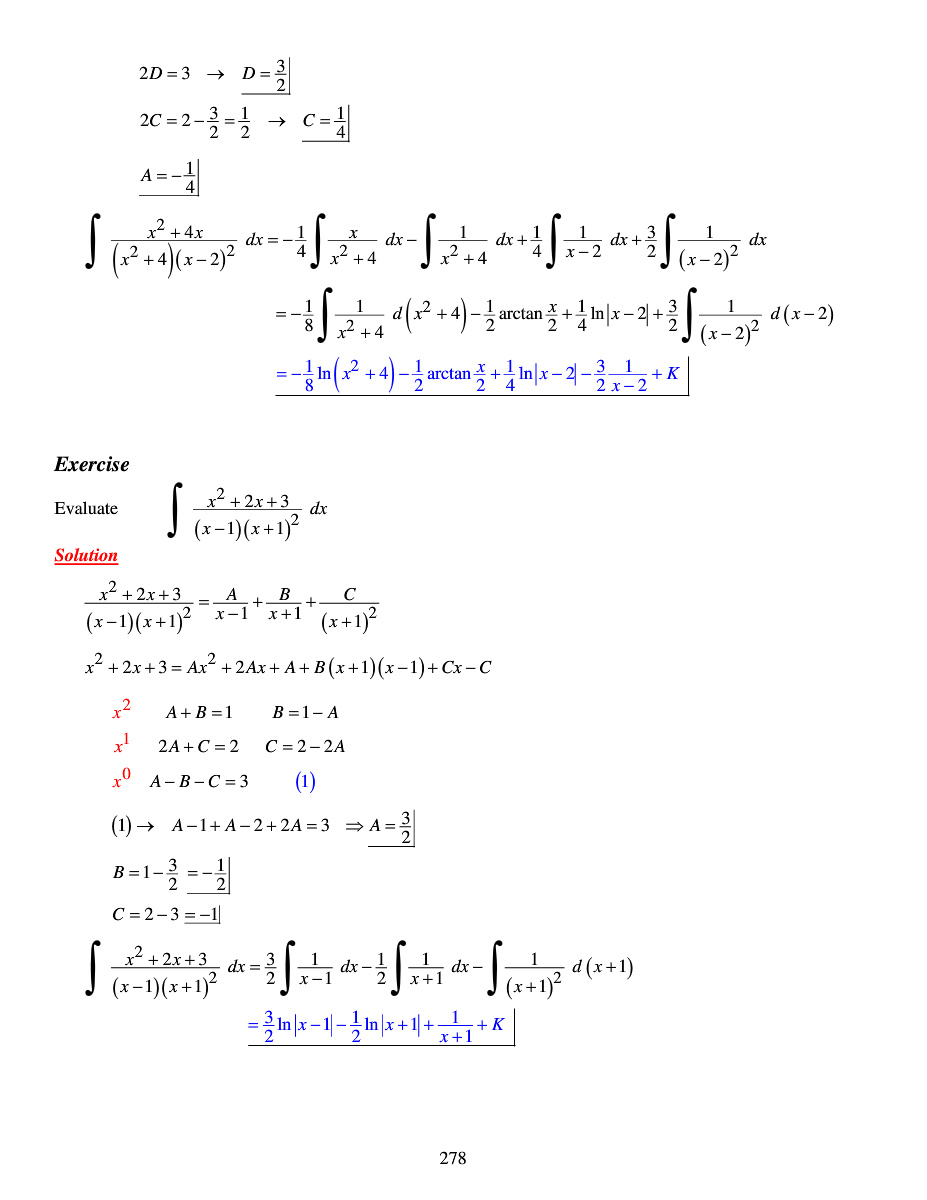 2D = 3 → D = 3/2
2C = 2 − 3/2 = 1/2 → C = 1/4
A = −1/4
∫ (x² + 4x)/((x² + 4)(x − 2)²) dx = −1/4 ∫ x/(x² + 4) dx − ∫ 1/(x² + 4) dx + 1/4 ∫ 1/(x − 2) dx + 3/2 ∫ 1/(x − 2)² dx
= −1/8 ∫ 1/(x² + 4) d(x² + 4) − 1/2 arctan x/2 + 1/4 ln|x − 2| + 3/2 ∫ 1/(x − 2)² d(x − 2)
= −1/8 ln(x² + 4) − 1/2 arctan x/2 + 1/4 ln|x − 2| − 3/2 1/(x − 2) + K
Exercise
Evaluate ∫ (x² + 2x + 3)/((x − 1)(x + 1)²) dx
Solution
(x² + 2x + 3)/((x − 1)(x + 1)²) = A/(x − 1) + B/(x + 1) + C/(x + 1)²
x² + 2x + 3 = Ax² + 2Ax + A + B(x + 1)(x − 1) + Cx − C
x² A + B = 1 B = 1 − A
x¹ 2A + C = 2 C = 2 − 2A
x⁰ A − B − C = 3 (1)
(1) → A − 1 + A − 2 + 2A = 3 ⇒ A = 3/2
B = 1 − 3/2 = −1/2
C = 2 − 3 = −1
∫ (x² + 2x + 3)/((x − 1)(x + 1)²) dx = 3/2 ∫ 1/(x − 1) dx − 1/2 ∫ 1/(x + 1) dx − ∫ 1/(x + 1)² d(x + 1)
= 3/2 ln|x − 1| − 1/2 ln|x + 1| + 1/(x + 1) + K
278